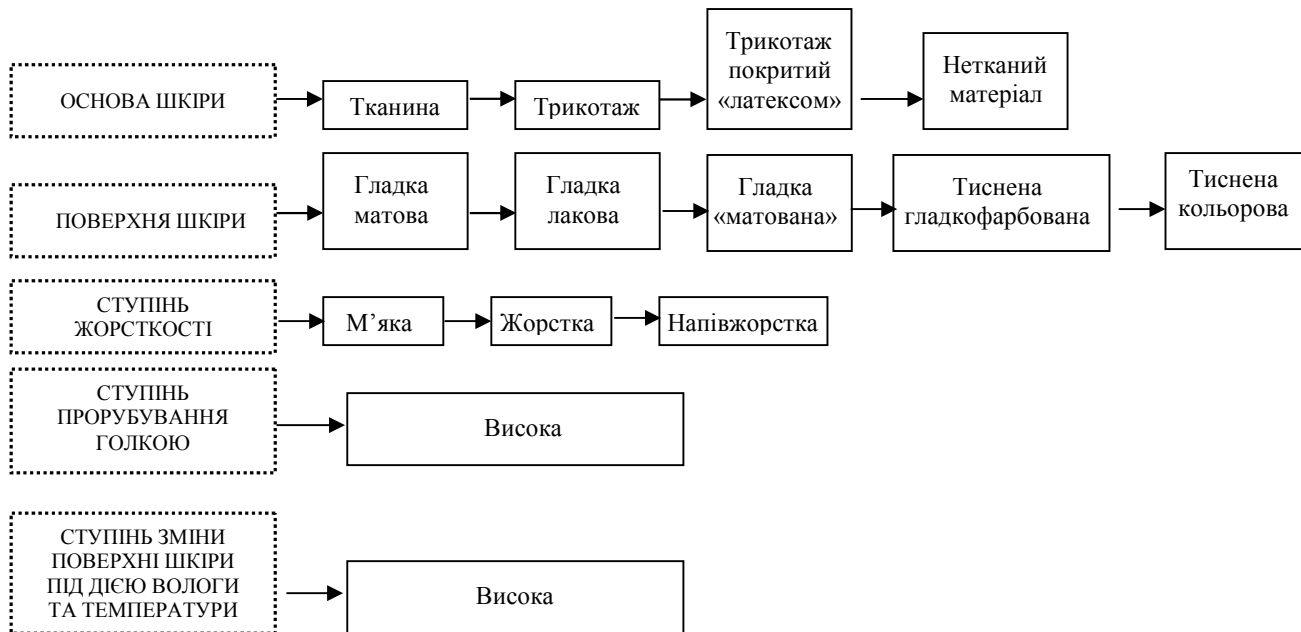 ОСНОВА ШКІРИ
Тканина
Трикотаж
Трикотаж
покритий
«латексом»
Нетканий
матеріал
ПОВЕРХНЯ ШКІРИ
Гладка
матова
Гладка
лакова
Гладка
«матована»
Тиснена
гладкофарбована
Тиснена
кольорова
СТУПІНЬ
ЖОРСТКОСТІ
М’яка
Жорстка
Напівжорстка
СТУПІНЬ
ПРОРУБУВАННЯ
ГОЛКОЮ
Висока
СТУПІНЬ ЗМІНИ
ПОВЕРХНІ ШКІРИ
ПІД ДІЄЮ ВОЛОГИ
ТА ТЕМПЕРАТУРИ
Висока